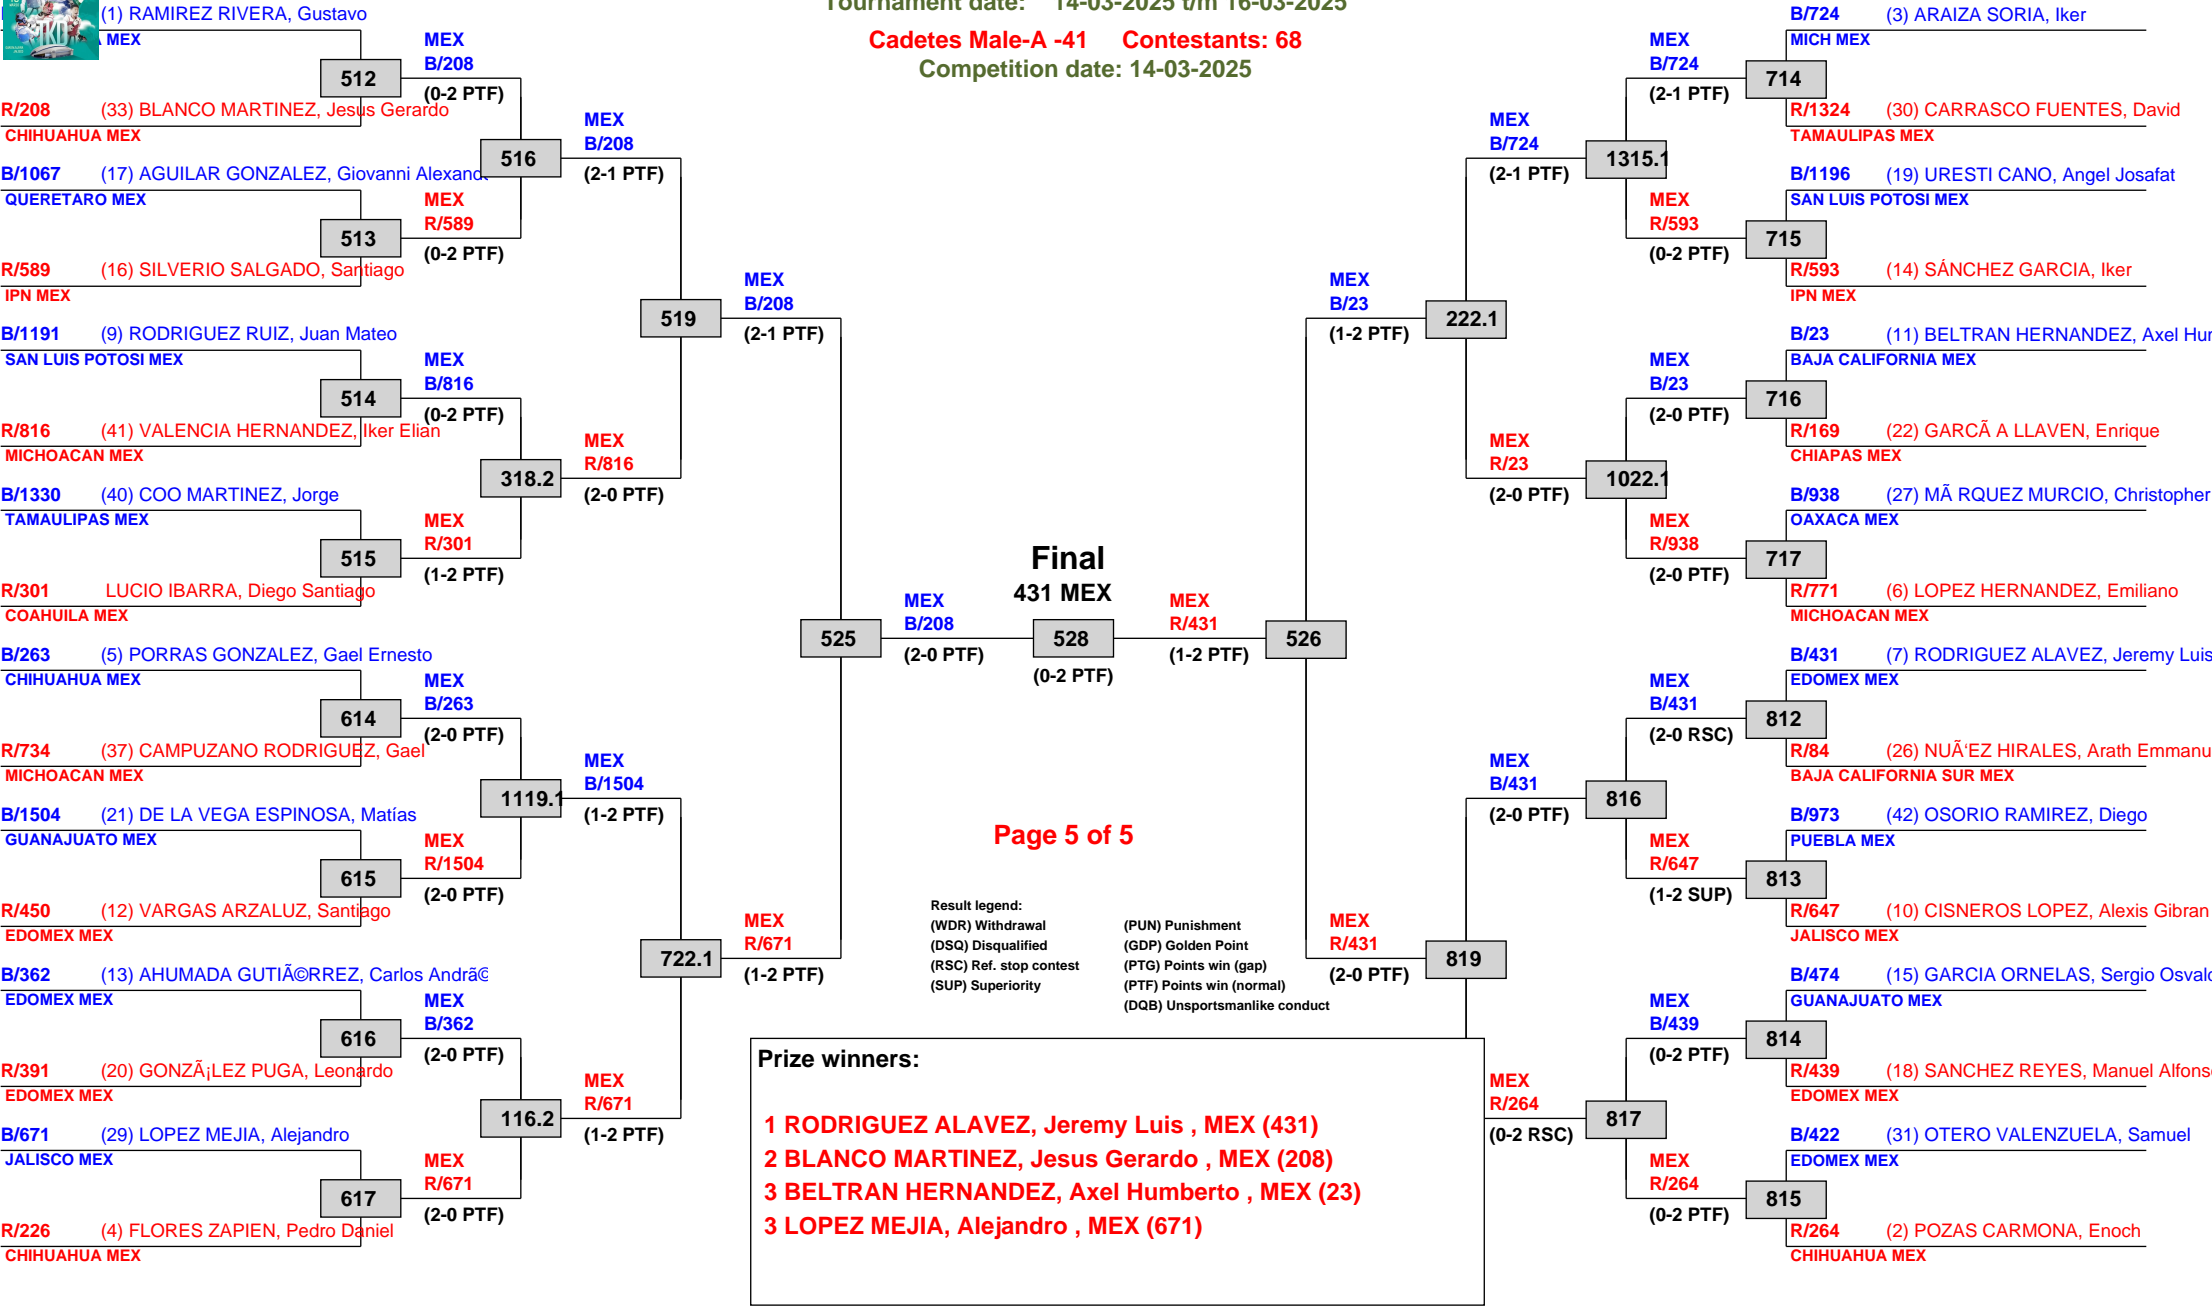 Tournament date: 14-03-2025 t/m 16-03-2025
Cadetes Male-A -41 Contestants: 68
Competition date: 14-03-2025
(1) RAMIREZ RIVERA, Gustavo
MEX
R/208 (33) BLANCO MARTINEZ, Jesus Gerardo
CHIHUAHUA MEX
B/1067 (17) AGUILAR GONZALEZ, Giovanni
QUERETARO MEX
R/589 (16) SILVERIO SALGADO, Santiago
IPN MEX
B/1191 (9) RODRIGUEZ RUIZ, Juan Mateo
SAN LUIS POTOSI MEX
R/816 (41) VALENCIA HERNANDEZ, Iker Elian
MICHOACAN MEX
B/1330 (40) COO MARTINEZ, Jorge
TAMAULIPAS MEX
R/301 LUCIO IBARRA, Diego Santiago
COAHUILA MEX
B/263 (5) PORRAS GONZALEZ, Gael Ernesto
CHIHUAHUA MEX
R/734 (37) CAMPUZANO RODRIGUEZ, Gael
MICHOACAN MEX
B/1504 (21) DE LA VEGA ESPINOSA, Matías
GUANAJUATO MEX
R/450 (12) VARGAS ARZALUZ, Santiago
EDOMEX MEX
B/362 (13) AHUMADA GUTIÃ©RREZ, Carlos Andrã©
EDOMEX MEX
R/391 (20) GONZÃ¡LEZ PUGA, Leonardo
EDOMEX MEX
B/671 (29) LOPEZ MEJIA, Alejandro
JALISCO MEX
R/226 (4) FLORES ZAPIEN, Pedro Daniel
CHIHUAHUA MEX
512
MEX
B/208
(0-2 PTF)
513
MEX
R/589
(0-2 PTF)
514
MEX
B/816
(0-2 PTF)
515
MEX
R/301
(1-2 PTF)
614
MEX
B/263
(2-0 PTF)
615
MEX
R/1504
(2-0 PTF)
616
MEX
B/362
(2-0 PTF)
617
MEX
R/671
(2-0 PTF)
516
MEX
B/208
(2-1 PTF)
318.2
MEX
R/816
(2-0 PTF)
1119.1
MEX
B/1504
(1-2 PTF)
116.2
MEX
R/671
(1-2 PTF)
519
MEX
B/208
(2-1 PTF)
722.1
MEX
R/671
(1-2 PTF)
525
MEX
B/208
(2-0 PTF)
Final
431 MEX
528
(0-2 PTF)
MEX
R/431
(1-2 PTF)
526
MEX
B/23
(1-2 PTF)
222.1
MEX
R/431
(2-0 PTF)
819
MEX
B/724
(2-1 PTF)
1315.1
MEX
R/23
(2-0 PTF)
1022.1
MEX
B/431
(2-0 PTF)
816
MEX
R/264
(0-2 RSC)
817
MEX
B/724
(2-1 PTF)
714
MEX
R/593
(0-2 PTF)
715
MEX
B/23
(2-0 PTF)
716
MEX
R/938
(2-0 PTF)
717
MEX
B/431
(2-0 RSC)
812
MEX
R/647
(1-2 SUP)
813
MEX
B/439
(0-2 PTF)
814
MEX
R/264
(0-2 PTF)
815
B/724 (3) ARAIZA SORIA, Iker
MICH MEX
R/1324 (30) CARRASCO FUENTES, David
TAMAULIPAS MEX
B/1196 (19) URESTI CANO, Angel Josafat
SAN LUIS POTOSI MEX
R/593 (14) SÁNCHEZ GARCIA, Iker
IPN MEX
B/23 (11) BELTRAN HERNANDEZ, Axel
BAJA CALIFORNIA MEX
R/169 (22) GARCÃ A LLAVEN, Enrique
CHIAPAS MEX
B/938 (27) MÃ RQUEZ MURCIO, Christopher
OAXACA MEX
R/771 (6) LOPEZ HERNANDEZ, Emiliano
MICHOACAN MEX
B/431 (7) RODRIGUEZ ALAVEZ, Jeremy Luis
EDOMEX MEX
R/84 (26) NUÃ‘EZ HIRALES, Arath
BAJA CALIFORNIA SUR MEX
B/973 (42) OSORIO RAMIREZ, Diego
PUEBLA MEX
R/647 (10) CISNEROS LOPEZ, Alexis Gibran
JALISCO MEX
B/474 (15) GARCIA ORNELAS, Sergio
GUANAJUATO MEX
R/439 (18) SANCHEZ REYES, Manuel
EDOMEX MEX
B/422 (31) OTERO VALENZUELA, Samuel
EDOMEX MEX
R/264 (2) POZAS CARMONA, Enoch
CHIHUAHUA MEX
Page 5 of 5
Result legend:
(WDR) Withdrawal (PUN) Punishment
(DSQ) Disqualified (GDP) Golden Point
(RSC) Ref. stop contest (PTG) Points win (gap)
(SUP) Superiority (PTF) Points win (normal)
(DQB) Unsportsmanlike conduct
Prize winners:
1 RODRIGUEZ ALAVEZ, Jeremy Luis , MEX (431)
2 BLANCO MARTINEZ, Jesus Gerardo , MEX (208)
3 BELTRAN HERNANDEZ, Axel Humberto , MEX (23)
3 LOPEZ MEJIA, Alejandro , MEX (671)